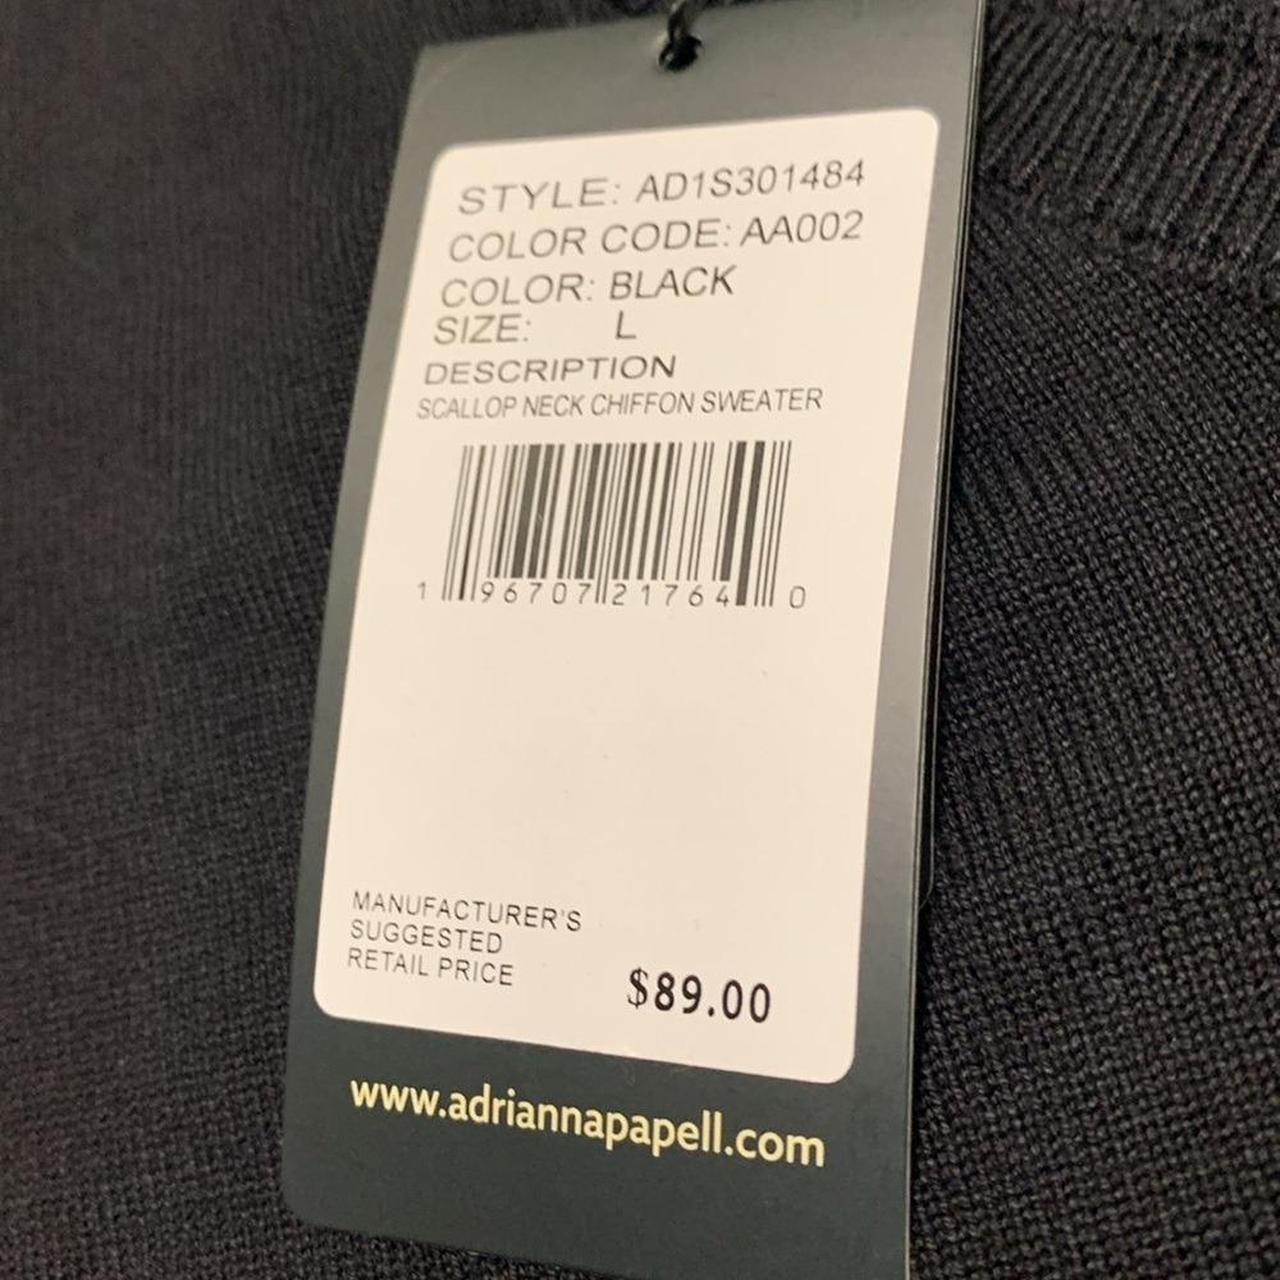 STYLE: AD1S301484
COLOR CODE: AA002
COLOR: BLACK
SIZE: L
DESCRIPTION
SCALLOP NECK CHIFFON SWEATER
1 96707 21764 0
MANUFACTURER'S
SUGGESTED
RETAIL PRICE
$89.00
www.adriannapapell.com